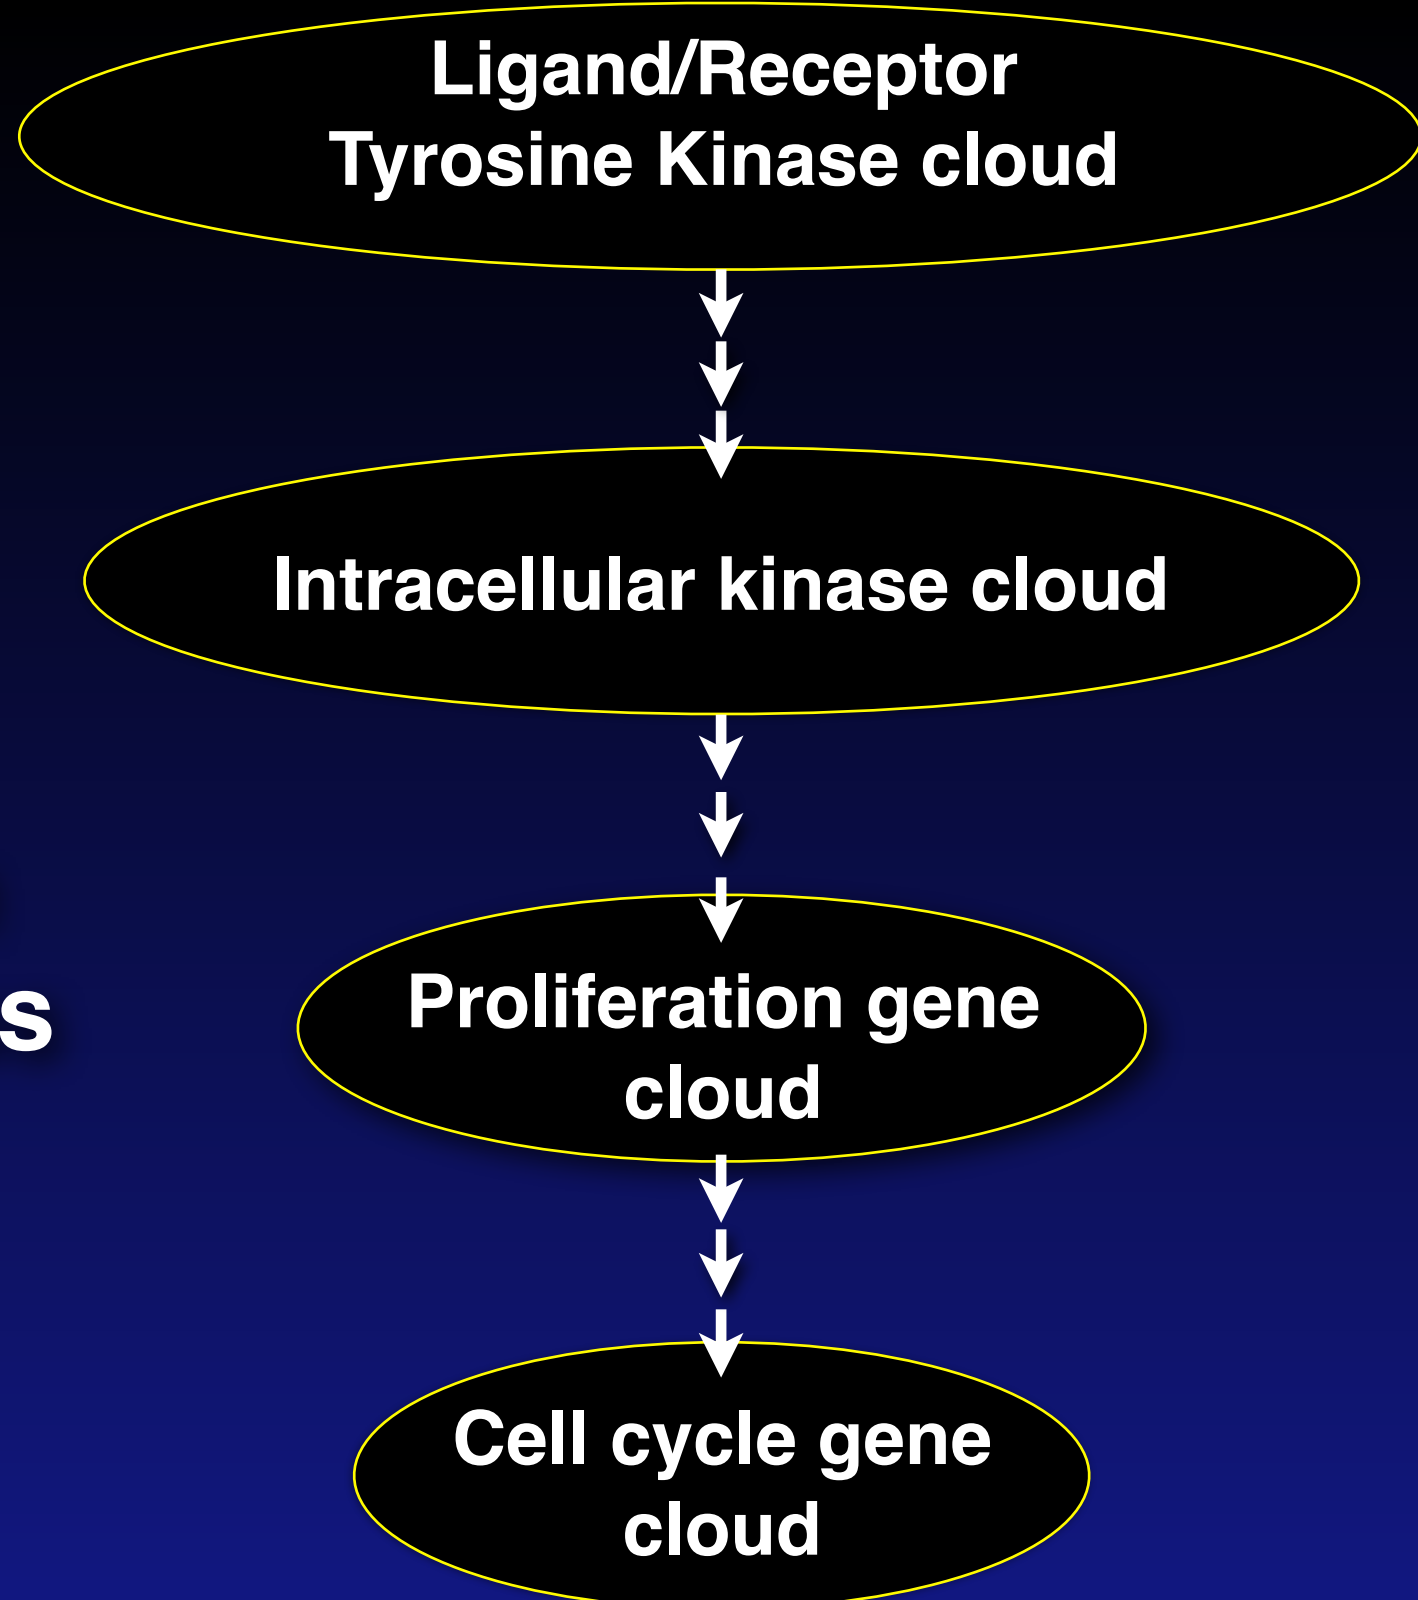 Ligand/Receptor
Tyrosine Kinase cloud
Intracellular kinase cloud
Proliferation gene
cloud
Cell cycle gene
cloud